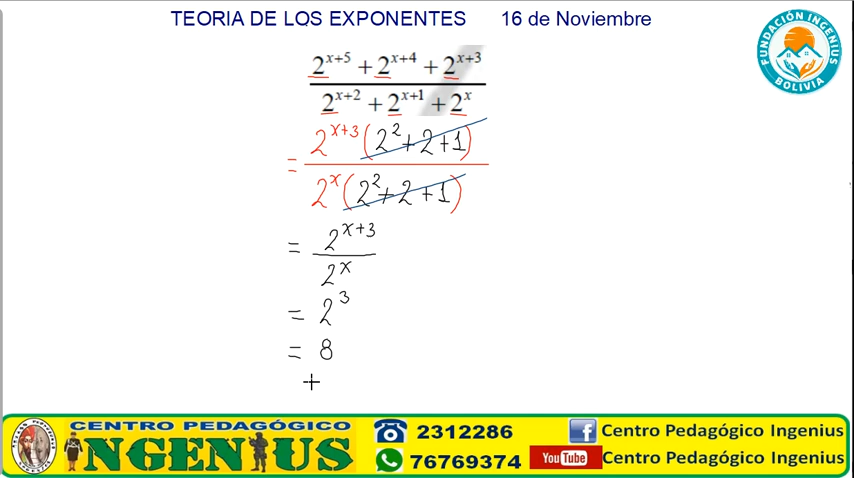 TEORIA DE LOS EXPONENTES 16 de Noviembre
FUNDACIÓN INGENIUS
BOLIVIA
2^{x+5} + 2^{x+4} + 2^{x+3}
2^{x+2} + 2^{x+1} + 2^x
= 2^{x+3} (2^2 + 2 + 1)
2^x (2^2 + 2 + 1)
= 2^{x+3}
2^x
= 2^3
= 8
CENTRO PEDAGÓGICO
INGENIUS
2312286
76769374
f Centro Pedagógico Ingenius
YouTube Centro Pedagógico Ingenius